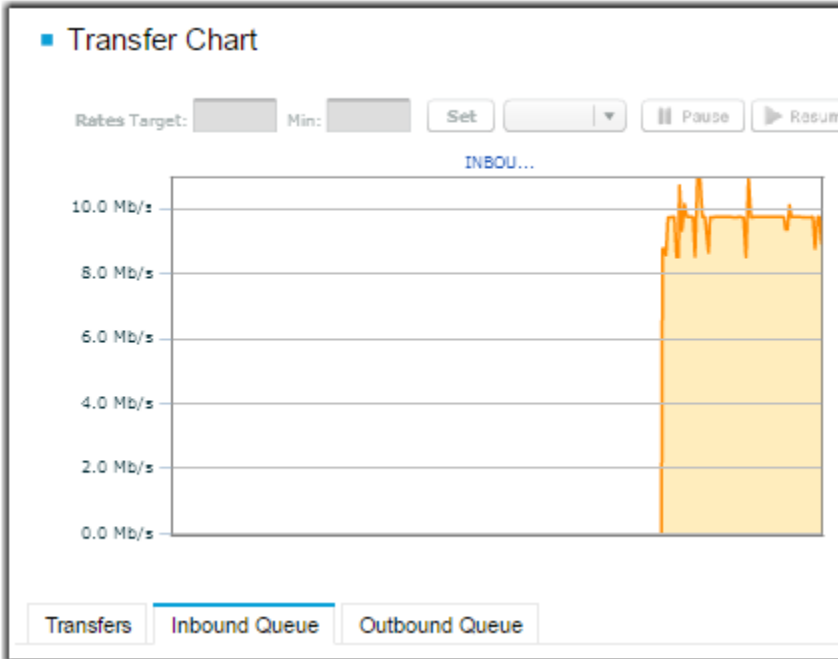 Transfer Chart
Rates Target: Min: Set Pause Resum
INBOU...
10.0 Mb/s
8.0 Mb/s
6.0 Mb/s
4.0 Mb/s
2.0 Mb/s
0.0 Mb/s
Transfers Inbound Queue Outbound Queue